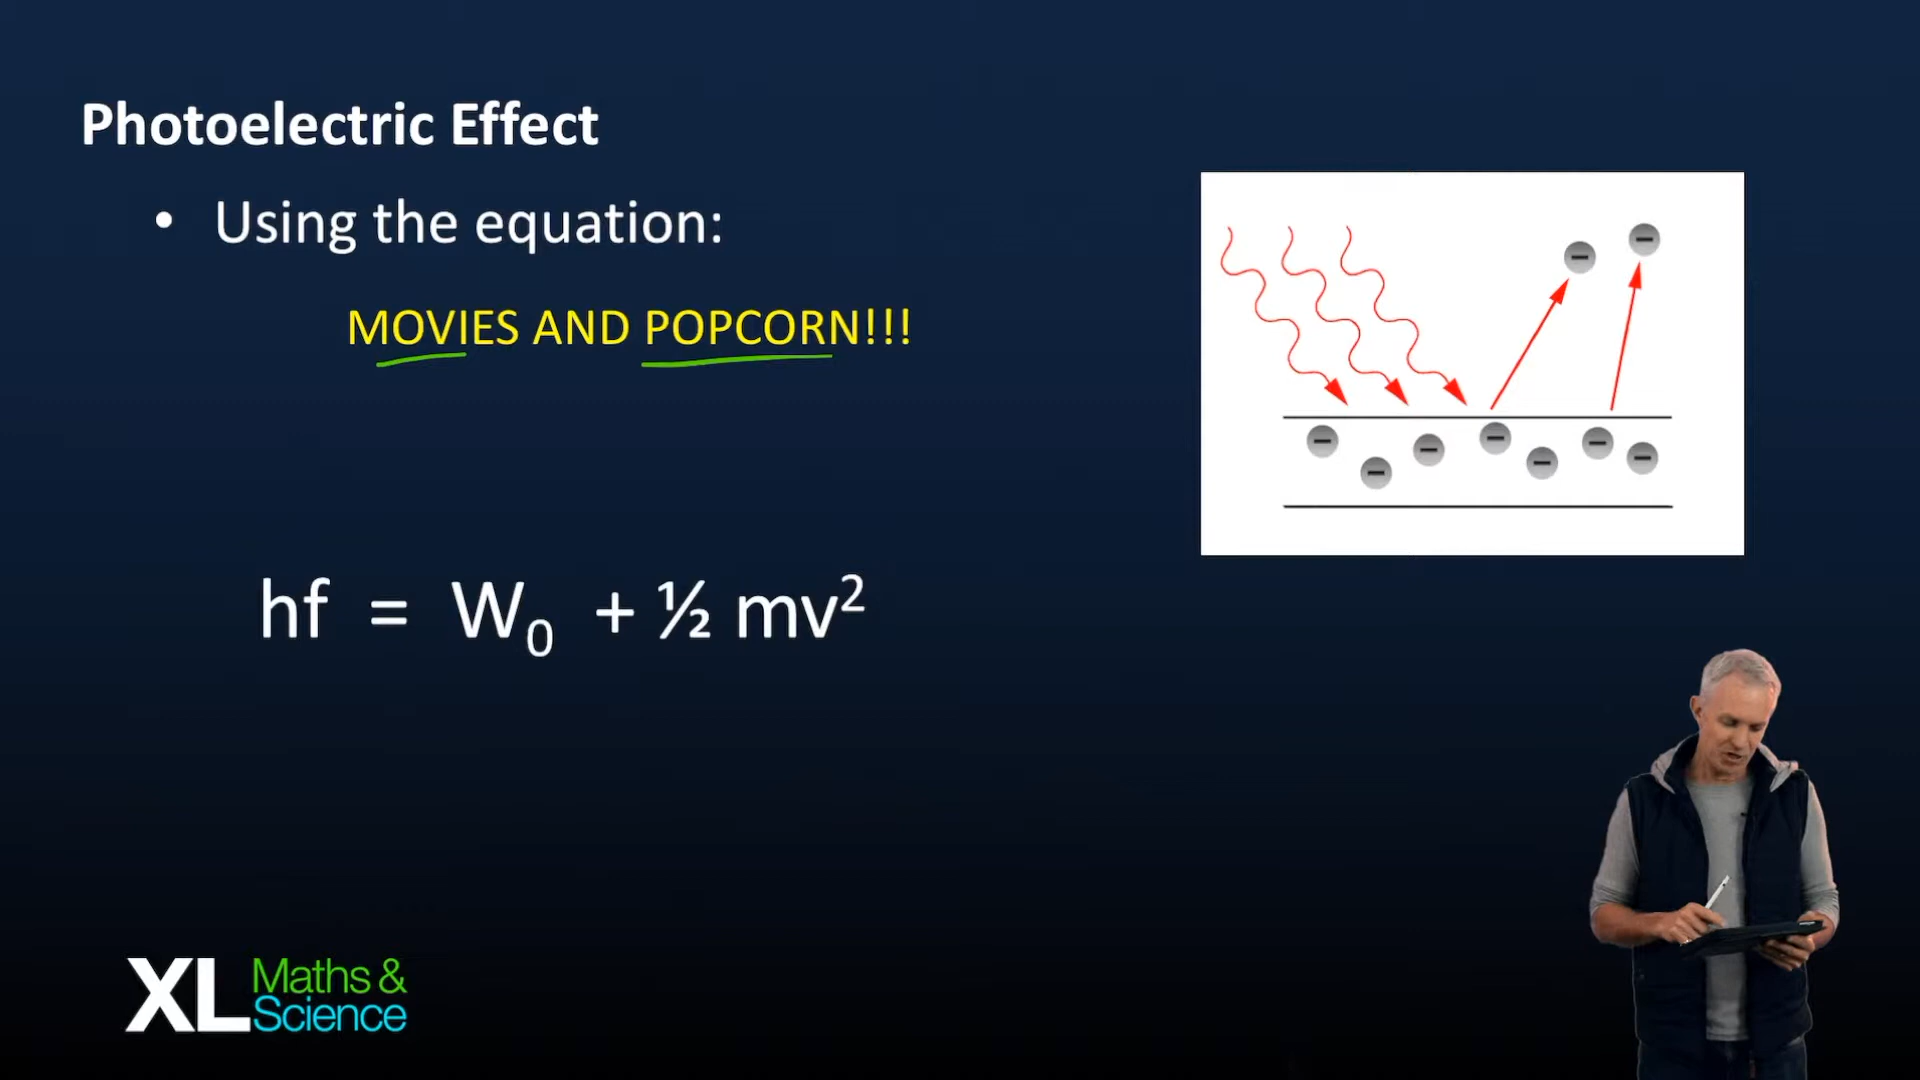 Photoelectric Effect
• Using the equation:
MOVIES AND POPCORN!!!
hf = W₀ + ½ mv²
XL Maths &
Science